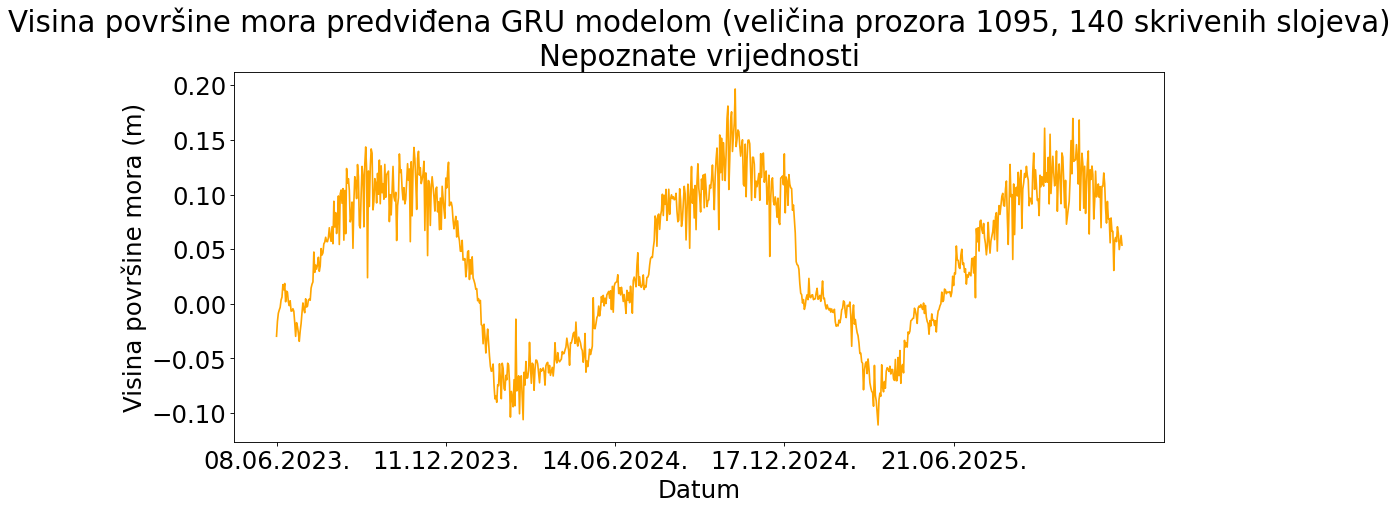 Visina površine mora predviđena GRU modelom (veličina prozora 1095, 140 skrivenih slojeva)
Nepoznate vrijednosti
Visina površine mora (m)
0.20
0.15
0.10
0.05
0.00
−0.05
−0.10
08.06.2023. 11.12.2023. 14.06.2024. 17.12.2024. 21.06.2025.
Datum